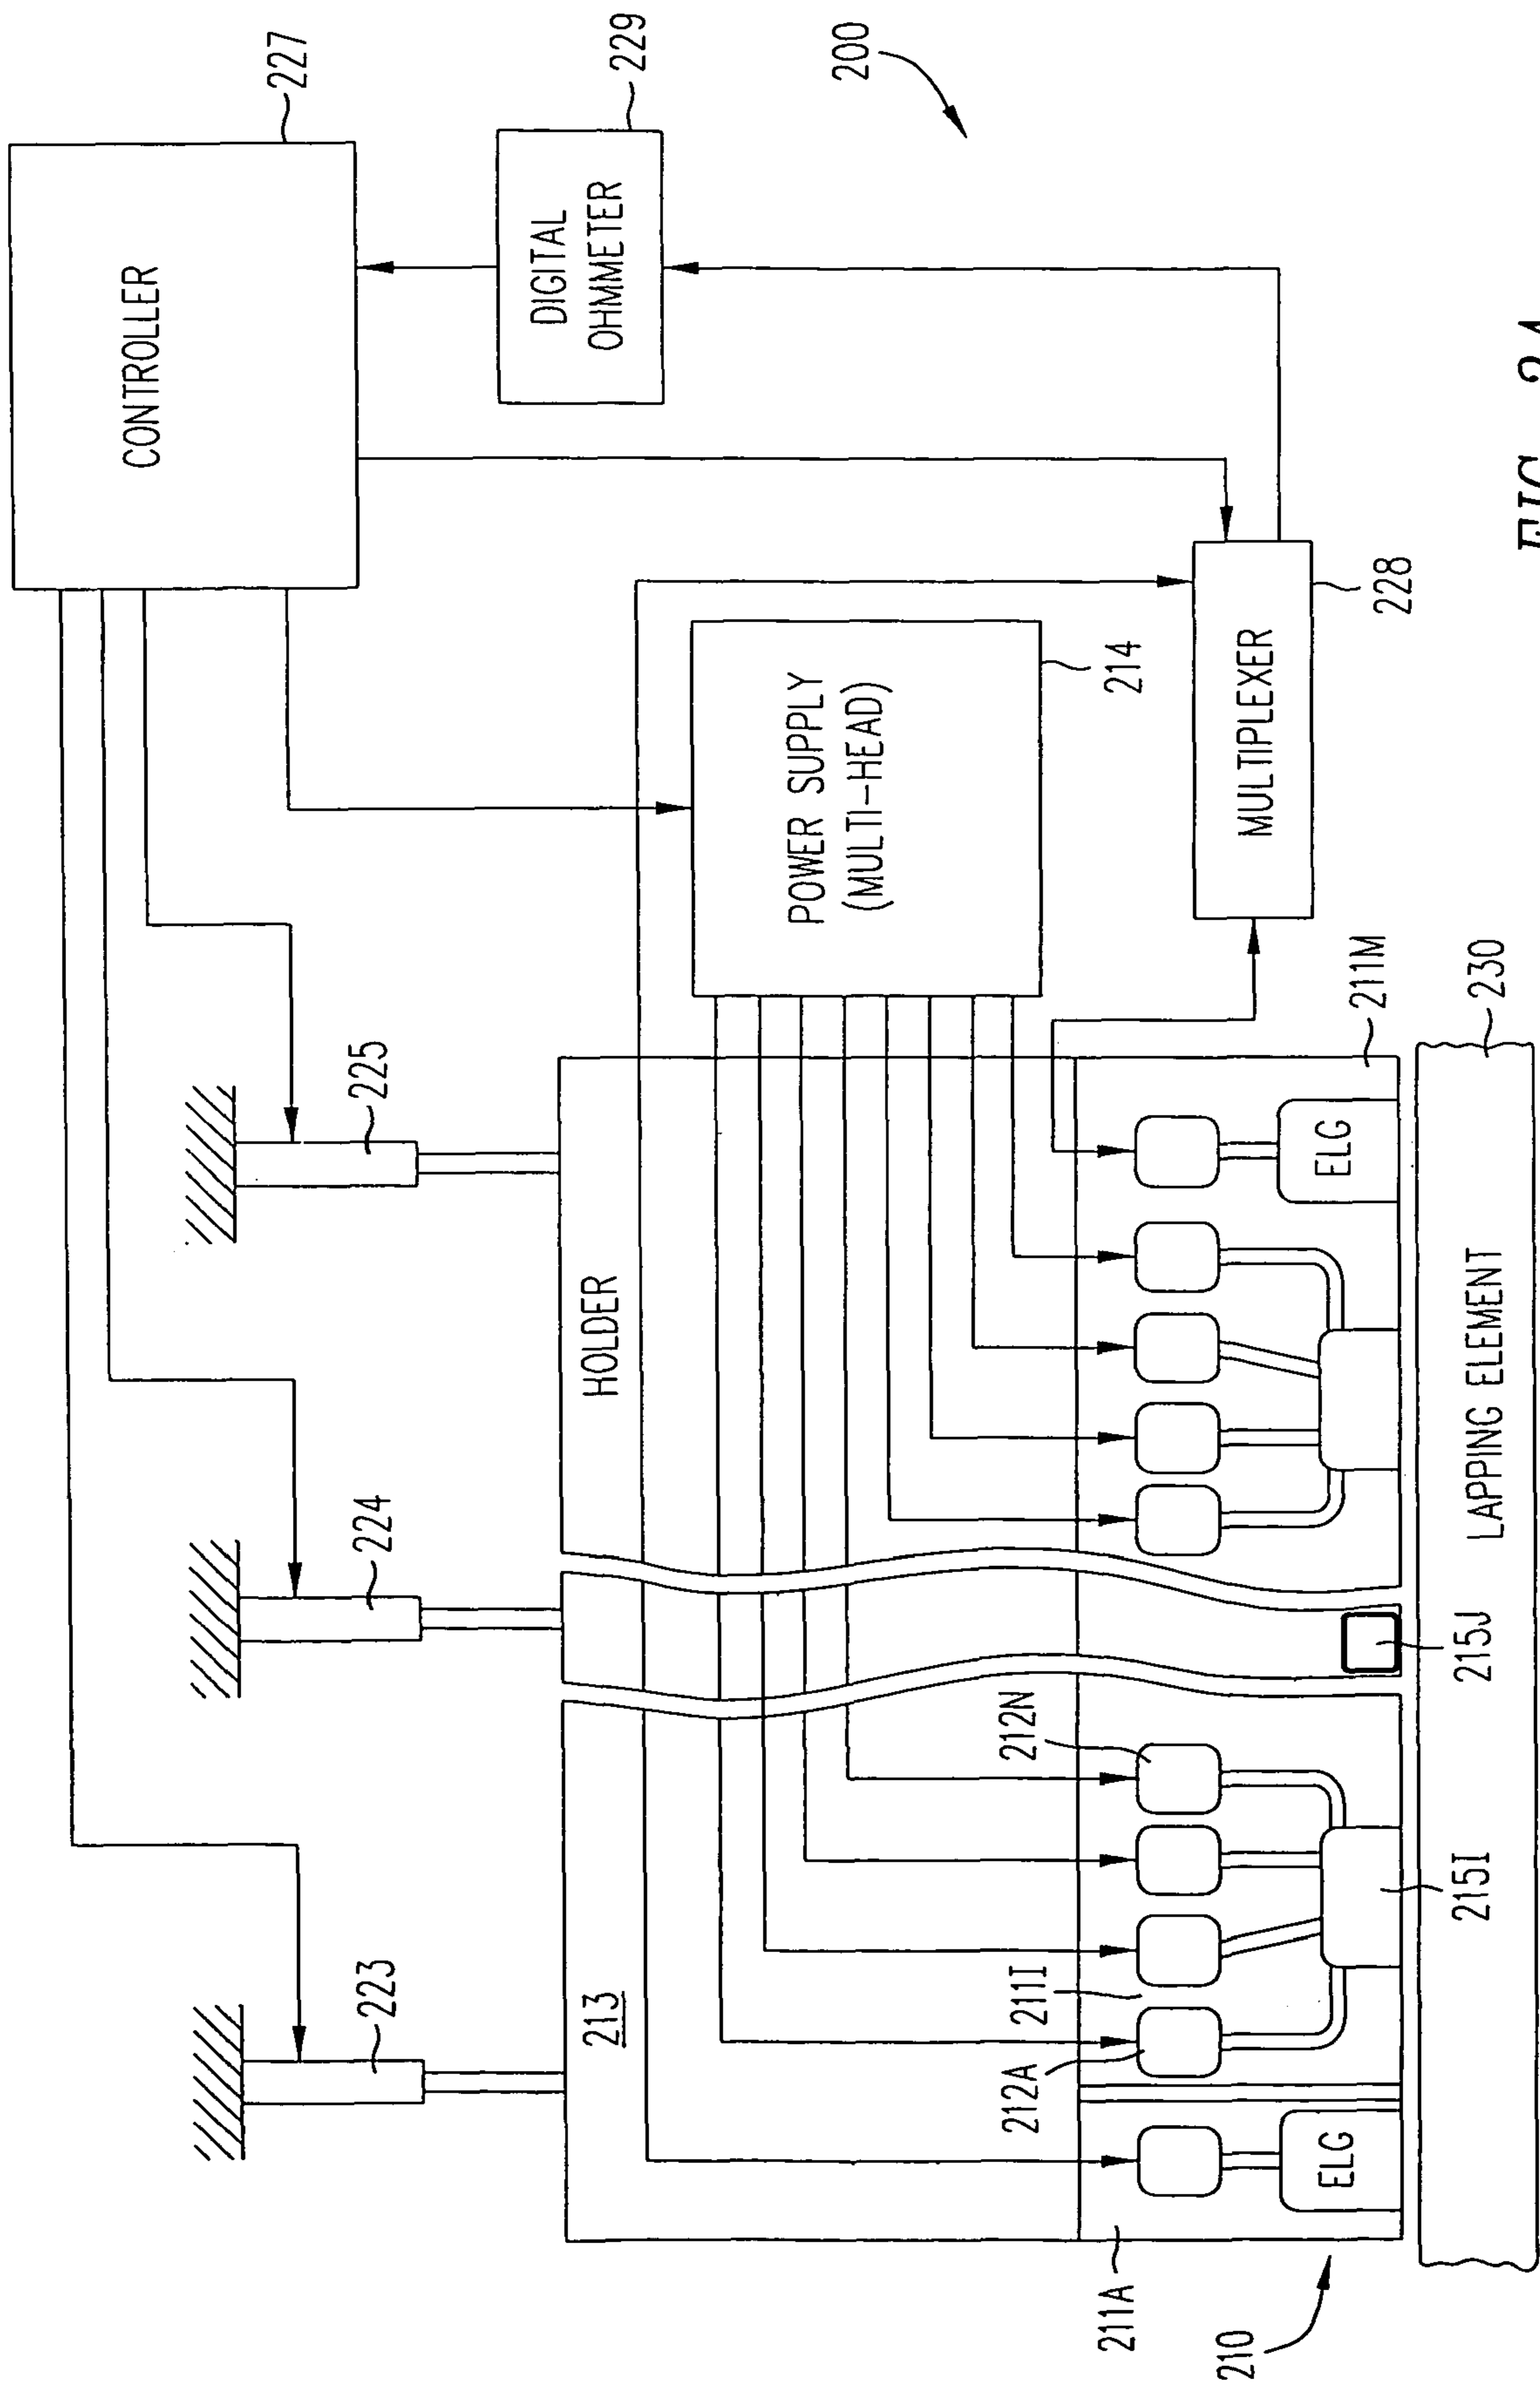 CONTROLLER
227
DIGITAL
OHMMETER
229
200
223
224
225
213
HOLDER
POWER SUPPLY
(MULTI-HEAD)
214
MULTIPLEXER
228
212A
211I
212N
211A
ELG
ELG
211M
210
215I
215J
LAPPING ELEMENT
230